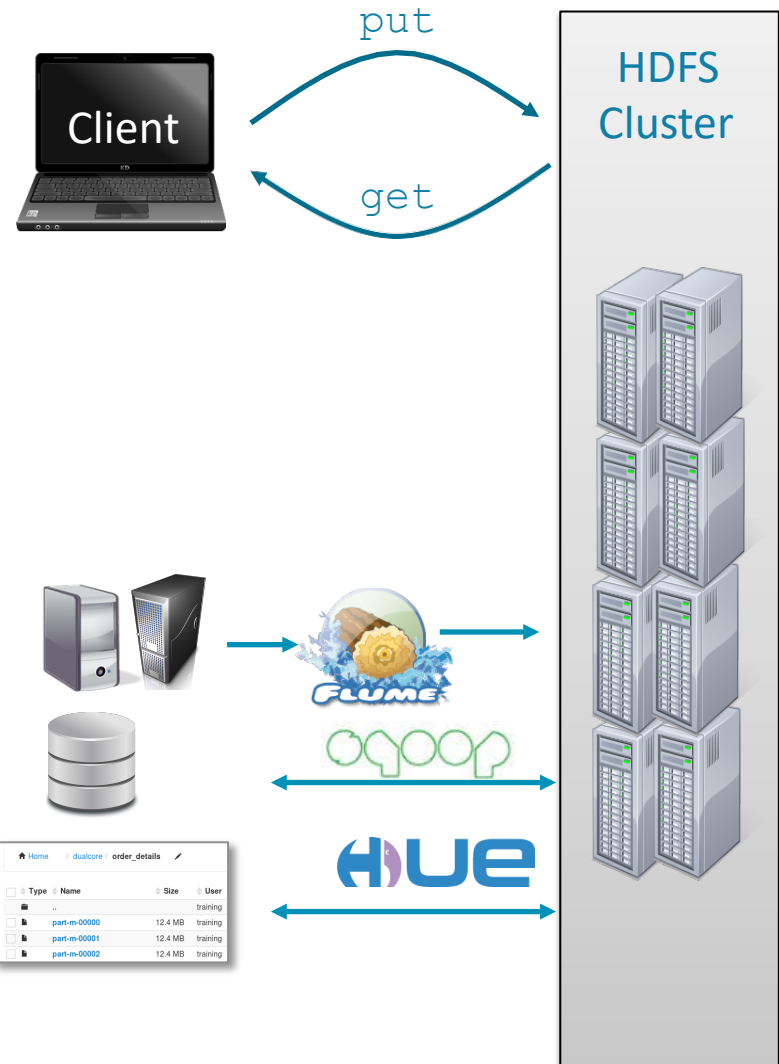 put
HDFS
Cluster
Client
get
FLUME
sqoop
HUE
Home / dualcore / order_details
Type Name Size User
.. training
part-m-00000 12.4 MB training
part-m-00001 12.4 MB training
part-m-00002 12.4 MB training